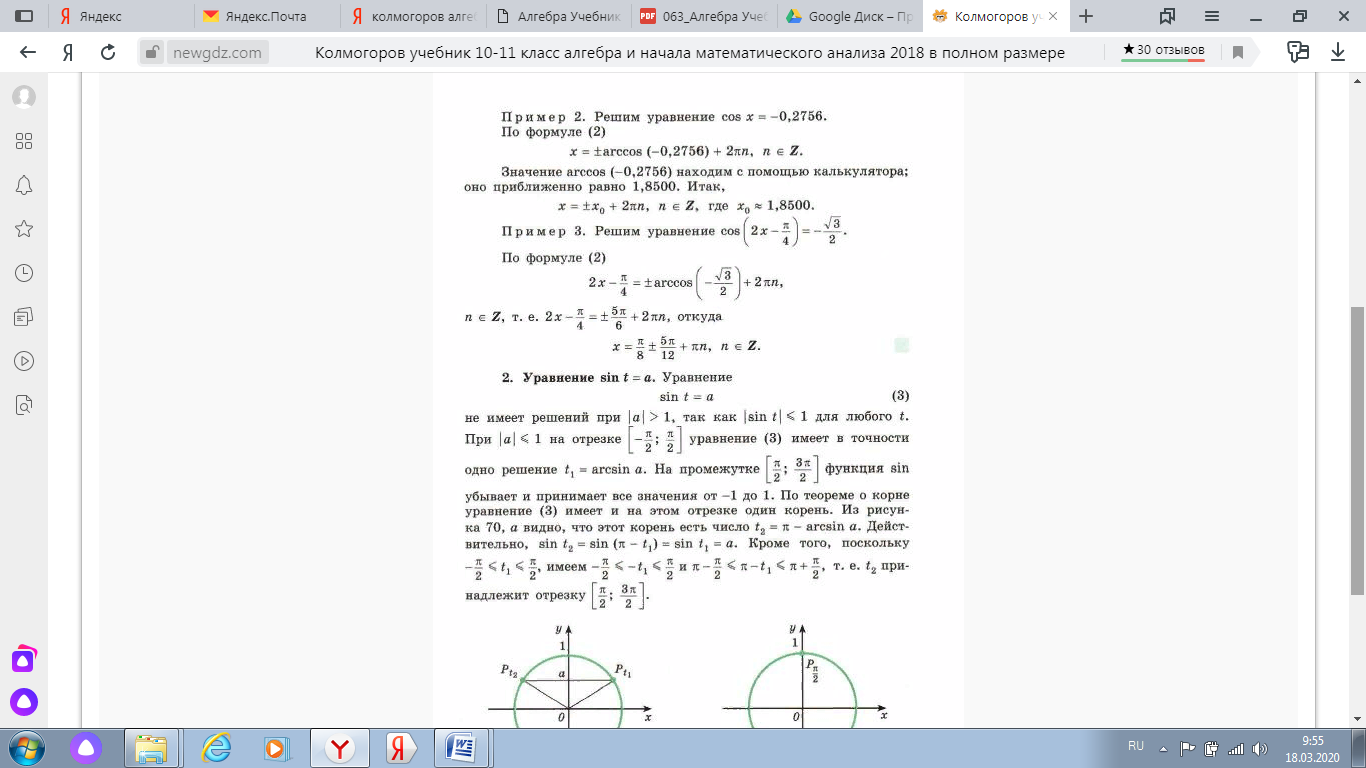 Яндекс
Яндекс.Почта
колмогоров алге
Алгебра Учебник
063_Алгебра Учеб
Google Диск – Пр
Колмогоров уч
newgdz.com
Колмогоров учебник 10-11 класс алгебра и начала математического анализа 2018 в полном размере
★30 отзывов
Пример 2. Решим уравнение cos x = −0,2756.
По формуле (2)
x = ±arccos (−0,2756) + 2πn, n ∈ Z.
Значение arccos (−0,2756) находим с помощью калькулятора;
оно приближенно равно 1,8500. Итак,
x = ±x₀ + 2πn, n ∈ Z, где x₀ ≈ 1,8500.
Пример 3. Решим уравнение cos(2x − π/4) = −√3/2.
По формуле (2)
2x − π/4 = ±arccos(−√3/2) + 2πn,
n ∈ Z, т. е. 2x − π/4 = ±5π/6 + 2πn, откуда
x = π/8 ± 5π/12 + πn, n ∈ Z.
2. Уравнение sin t = a. Уравнение
sin t = a (3)
не имеет решений при |a| > 1, так как |sin t| ⩽ 1 для любого t.
При |a| ⩽ 1 на отрезке [−π/2; π/2] уравнение (3) имеет в точности
одно решение t₁ = arcsin a. На промежутке [π/2; 3π/2] функция sin
убывает и принимает все значения от −1 до 1. По теореме о корне
уравнение (3) имеет и на этом отрезке один корень. Из рисун-
ка 70, а видно, что этот корень есть число t₂ = π − arcsin a. Дейст-
вительно, sin t₂ = sin (π − t₁) = sin t₁ = a. Кроме того, поскольку
−π/2 ⩽ t₁ ⩽ π/2, имеем −π/2 ⩽ −t₁ ⩽ π/2 и π − π/2 ⩽ π − t₁ ⩽ π + π/2, т. е. t₂ при-
надлежит отрезку [π/2; 3π/2].
y
1
P t₂
a
P t₁
0
x
y
1
P π/2
0
x
RU
9:55
18.03.2020